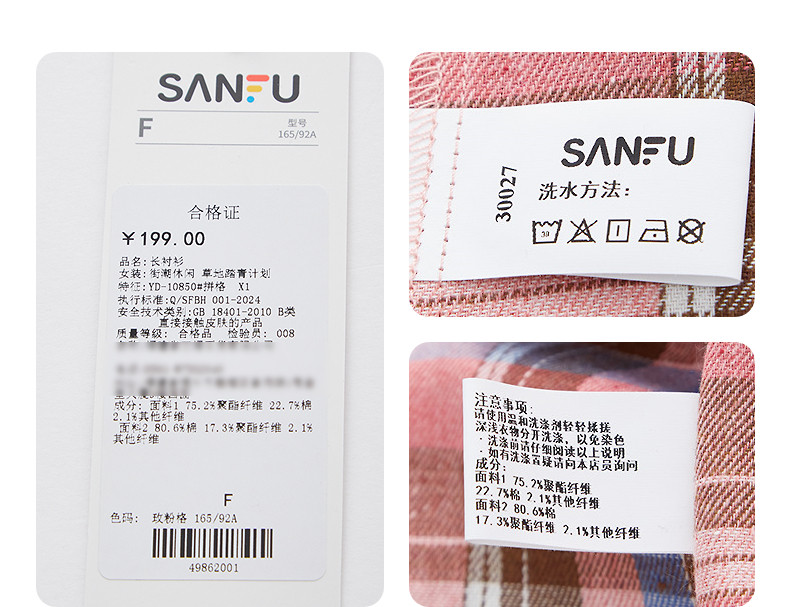 SANFU
F
型号
165/92A
合格证
￥199.00
品名:长衬衫
女装:街潮休闲 草地踏青计划
特征:YD-10850#拼格 X1
执行标准:Q/SFBH 001-2024
安全技术类别:GB 18401-2010 B类
直接接触皮肤的产品
质量等级: 合格品 检验员: 008
成分: 面料1 75.2%聚酯纤维 22.7%棉
2.1%其他纤维
面料2 80.6%棉 17.3%聚酯纤维 2.1%
其他纤维
F
色码: 玫粉格 165/92A
49862001
SANFU
30027
洗水方法:
30
注意事项:
请使用温和洗涤剂轻轻揉搓
深浅衣物分开洗涤，以免染色
·洗涤前请仔细阅读以上说明
·如有洗涤置疑请向本店员询问
成分:
面料1 75.2%聚酯纤维
22.7%棉 2.1%其他纤维
面料2 80.6%棉
17.3%聚酯纤维 2.1%其他纤维